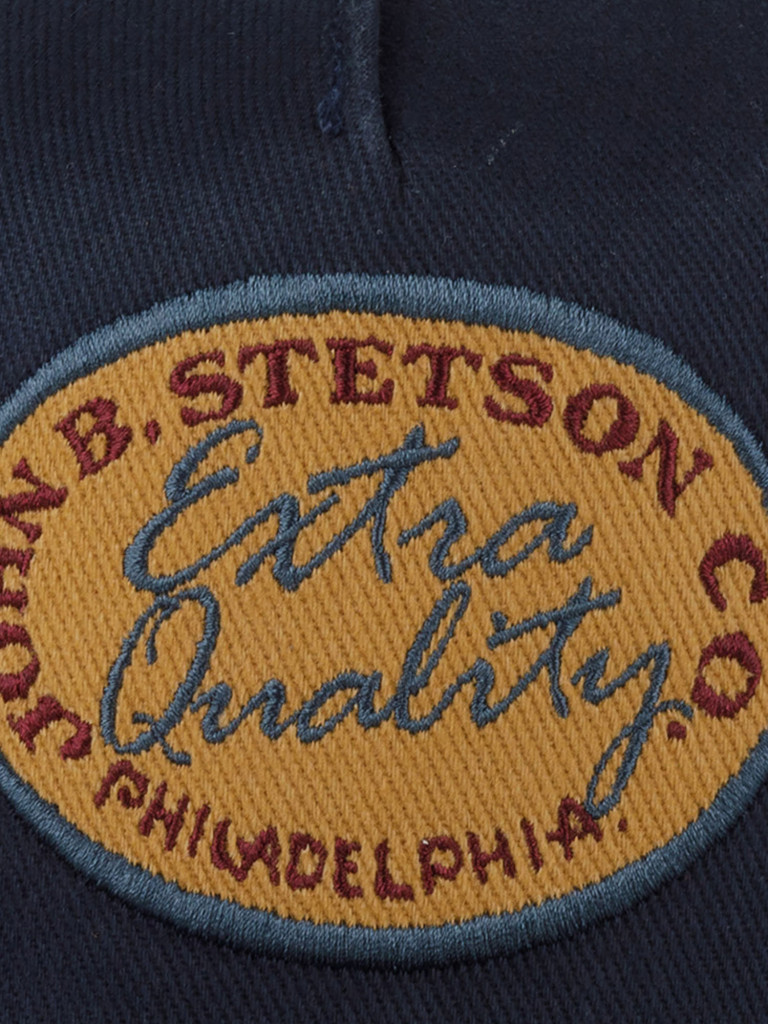 JOHN B. STETSON CO.
Extra
Quality.
PHILADELPHIA.